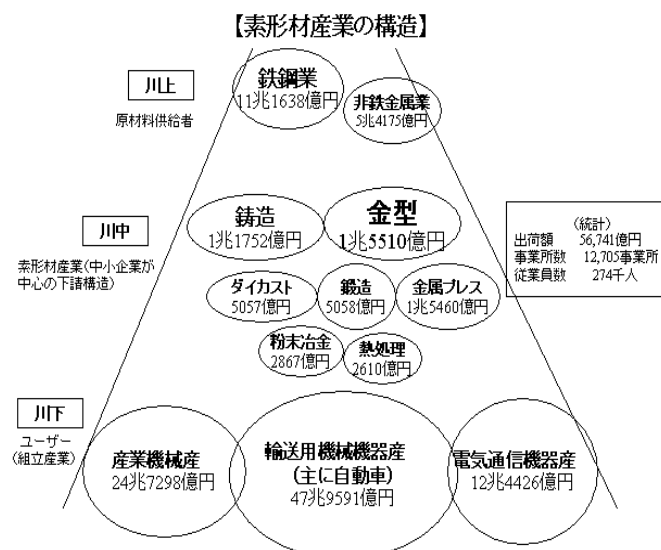 【素形材産業の構造】
川上
原材料供給者
鉄鋼業
11兆1638億円
非鉄金属業
5兆4175億円
川中
素形材産業(中小企業が
中心の下請構造)
鋳造
1兆1752億円
金型
1兆5510億円
ダイカスト
5057億円
鍛造
5058億円
金属プレス
1兆5460億円
粉末冶金
2867億円
熱処理
2610億円
(統計)
出荷額 56,741億円
事業所数 12,705事業所
従業員数 274千人
川下
ユーザー
(組立産業)
産業機械産
24兆7298億円
輸送用機械機器産
(主に自動車)
47兆9591億円
電気通信機器産
12兆4426億円